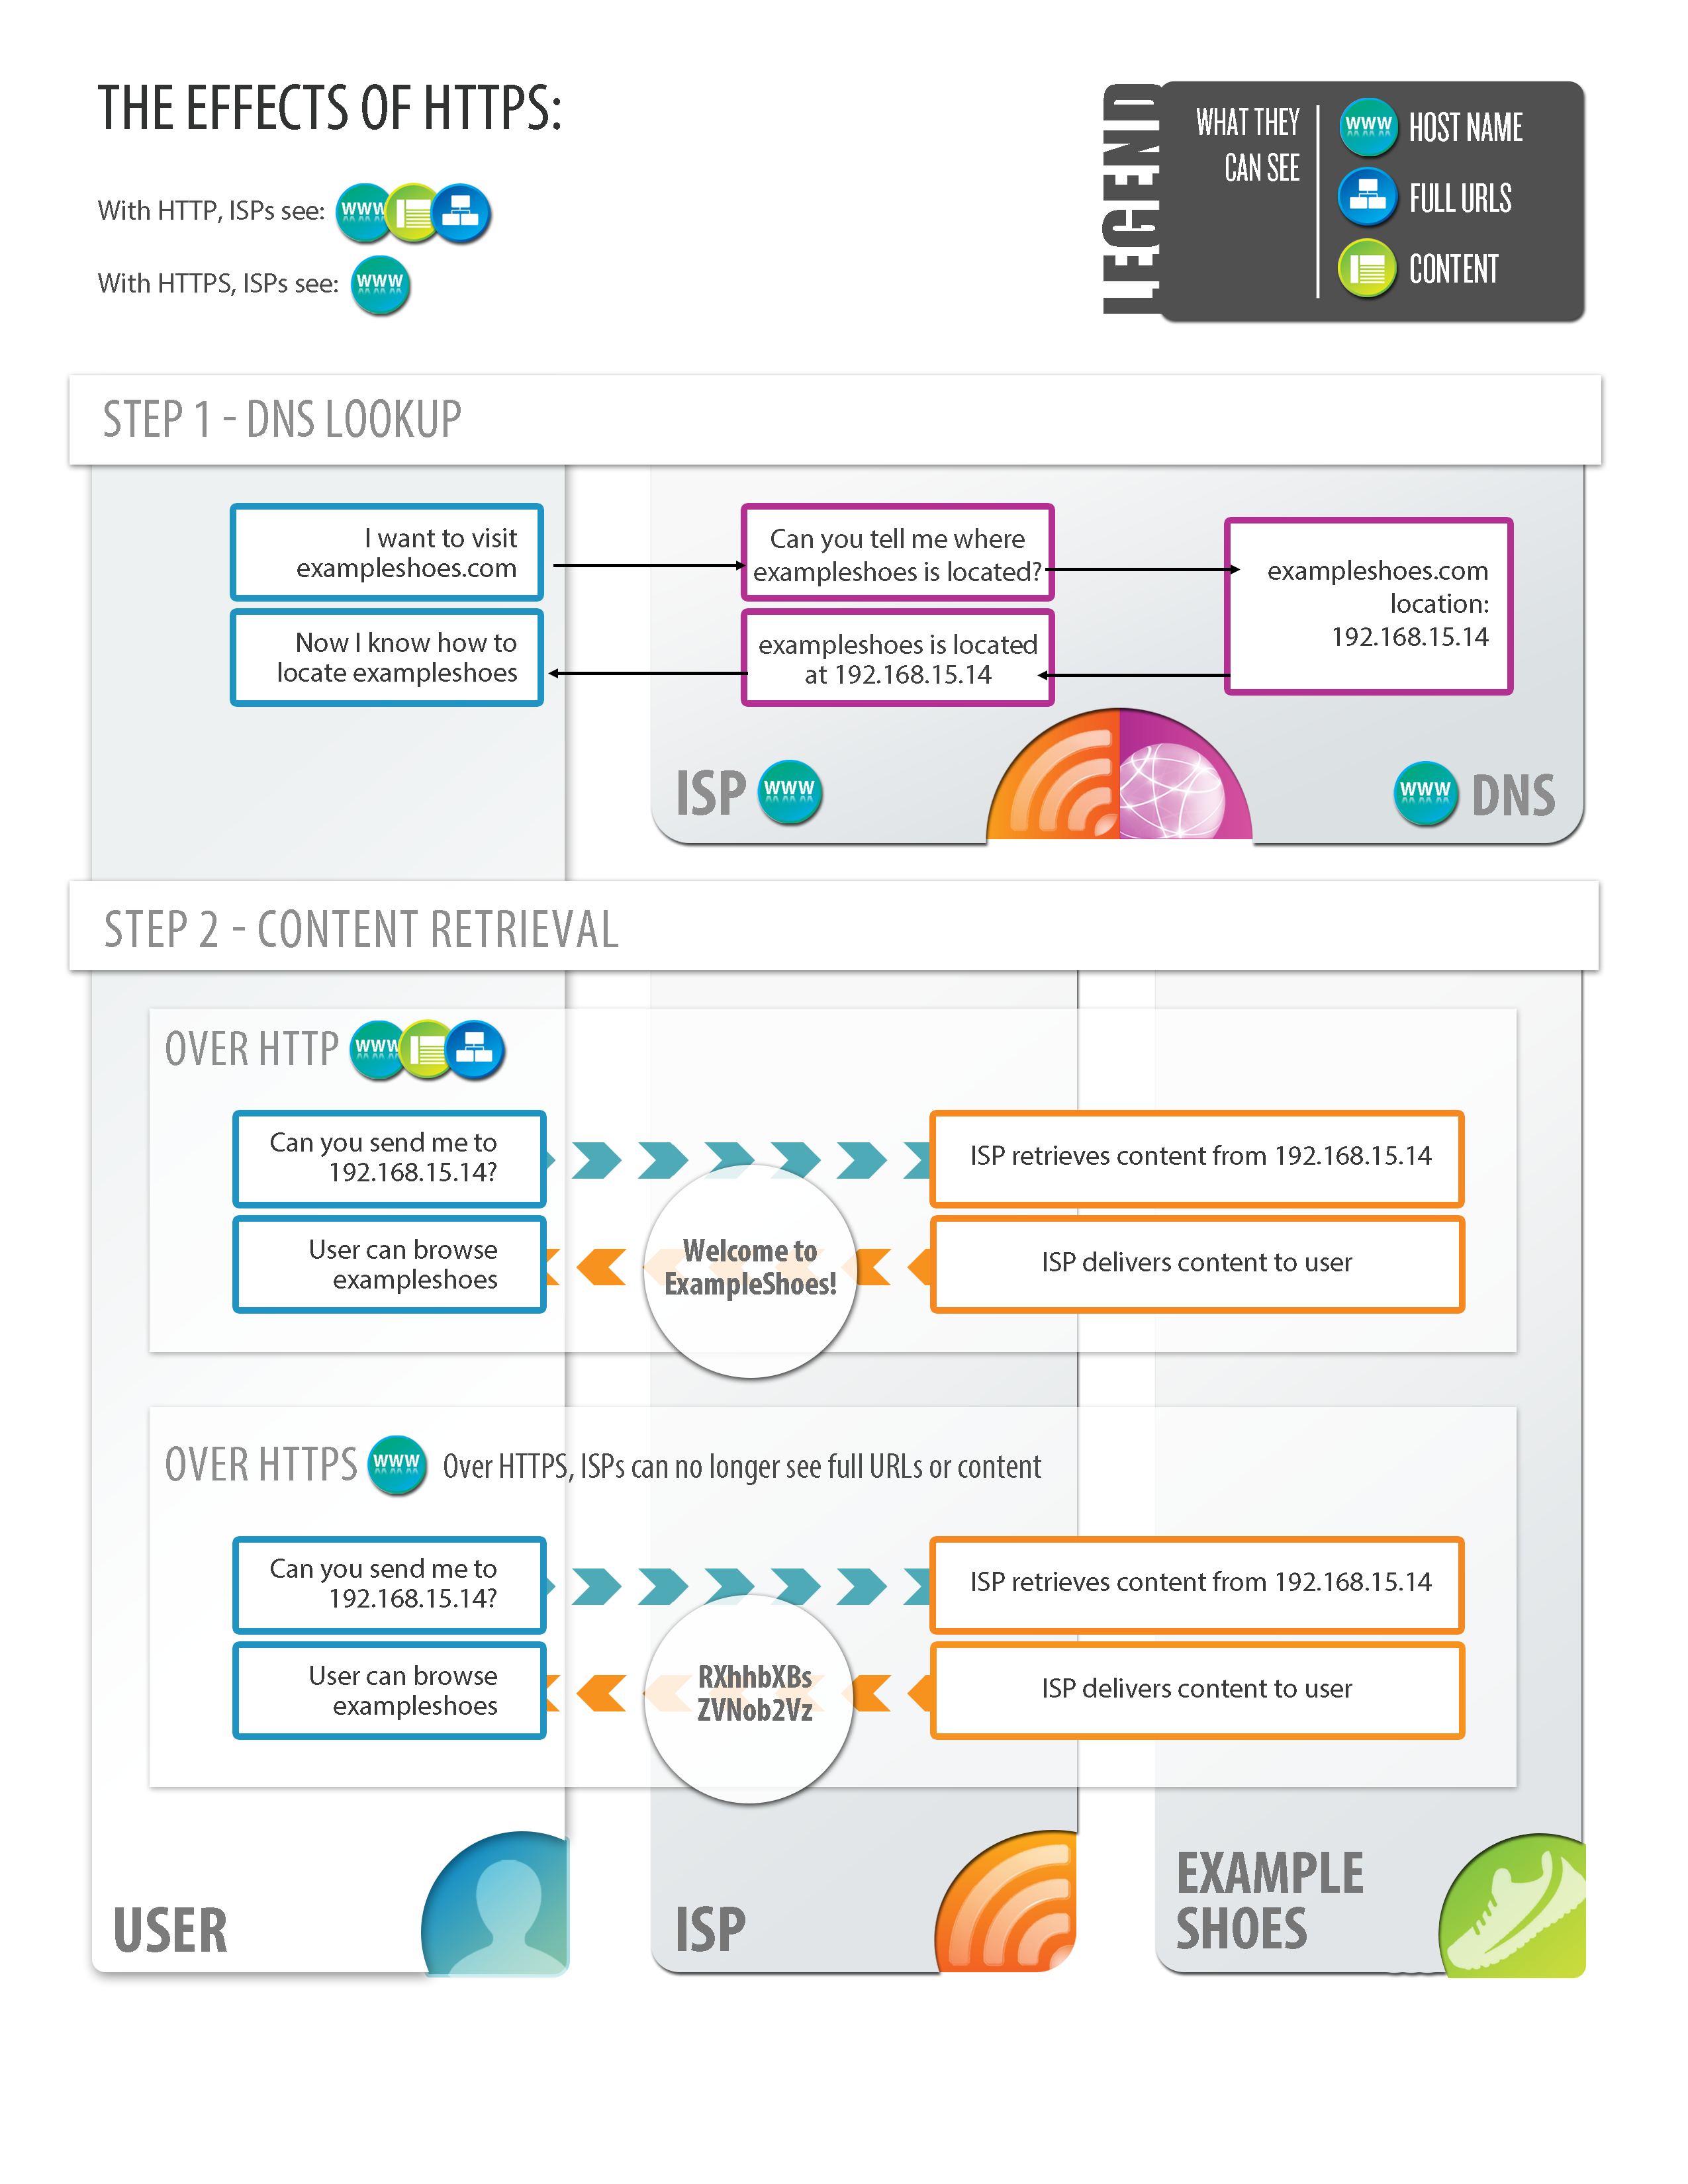 THE EFFECTS OF HTTPS:
With HTTP, ISPs see: WWW
With HTTPS, ISPs see: WWW
LEGEND
WHAT THEY
CAN SEE
WWW HOST NAME
FULL URLS
CONTENT
STEP 1 - DNS LOOKUP
I want to visit
exampleshoes.com
Can you tell me where
exampleshoes is located?
exampleshoes.com
location:
192.168.15.14
Now I know how to
locate exampleshoes
exampleshoes is located
at 192.168.15.14
ISP WWW
WWW DNS
STEP 2 - CONTENT RETRIEVAL
OVER HTTP WWW
Can you send me to
192.168.15.14?
ISP retrieves content from 192.168.15.14
User can browse
exampleshoes
Welcome to
ExampleShoes!
ISP delivers content to user
OVER HTTPS WWW Over HTTPS, ISPs can no longer see full URLs or content
Can you send me to
192.168.15.14?
ISP retrieves content from 192.168.15.14
User can browse
exampleshoes
RXhhbXBs
ZVNob2Vz
ISP delivers content to user
USER
ISP
EXAMPLE
SHOES